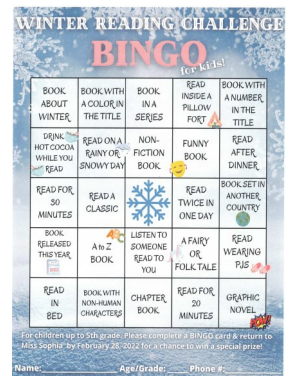 WINTER READING CHALLENGE
BINGO
for kids!
BOOK ABOUT WINTER
BOOK WITH A COLOR IN THE TITLE
BOOK IN A SERIES
READ INSIDE A PILLOW FORT
BOOK WITH A NUMBER IN THE TITLE
DRINK HOT COCOA WHILE YOU READ
READ ON A RAINY OR SNOWY DAY
NON-FICTION BOOK
FUNNY BOOK
READ AFTER DINNER
READ FOR 30 MINUTES
READ A CLASSIC
READ TWICE IN ONE DAY
BOOK SET IN ANOTHER COUNTRY
BOOK RELEASED THIS YEAR
A to Z BOOK
LISTEN TO SOMEONE READ TO YOU
A FAIRY OR FOLK TALE
READ WEARING PJS
READ IN BED
BOOK WITH NON-HUMAN CHARACTERS
CHAPTER BOOK
READ FOR 20 MINUTES
GRAPHIC NOVEL
POW!
For children up to 5th grade. Please complete a BINGO card & return to
Miss Sophia by February 28, 2022 for a chance to win a special prize!
Name: Age/Grade: Phone #: